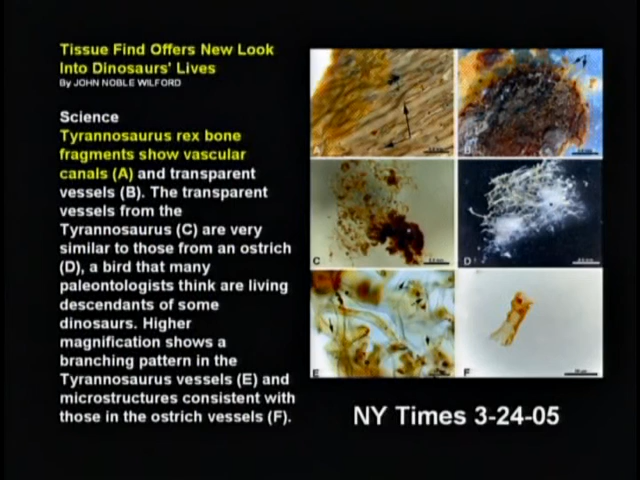 Tissue Find Offers New Look
Into Dinosaurs' Lives
By JOHN NOBLE WILFORD
Science
Tyrannosaurus rex bone
fragments show vascular
canals (A) and transparent
vessels (B). The transparent
vessels from the
Tyrannosaurus (C) are very
similar to those from an ostrich
(D), a bird that many
paleontologists think are living
descendants of some
dinosaurs. Higher
magnification shows a
branching pattern in the
Tyrannosaurus vessels (E) and
microstructures consistent with
those in the ostrich vessels (F).
A
B
C
D
E
F
NY Times 3-24-05